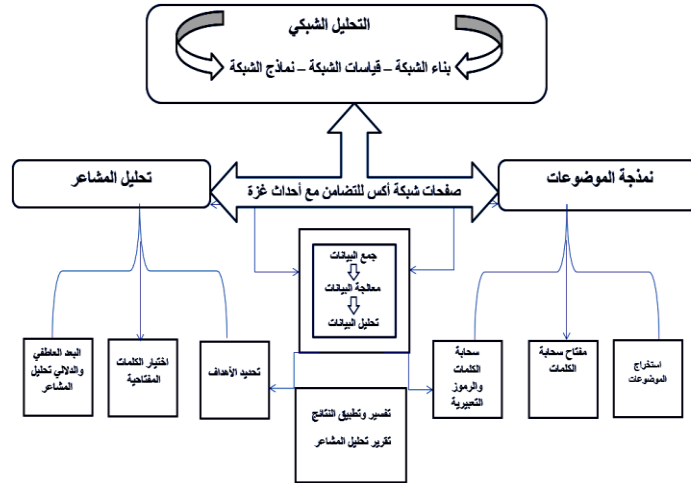 التحليل الشبكي
بناء الشبكة – قياسات الشبكة – نماذج الشبكة
نمذجة الموضوعات
تحليل المشاعر
صفحات شبكة أكس للتضامن مع أحداث غزة
جمع البيانات
معالجة البيانات
تحليل البيانات
استخراج
الموضوعات
مفتاح سحابة
الكلمات
سحابة
الكلمات
والرموز
التعبيرية
تحديد الأهداف
اختيار الكلمات
المفتاحية
البعد العاطفي
والدلالي تحليل
المشاعر
تفسير وتطبيق النتائج
تقرير تحليل المشاعر